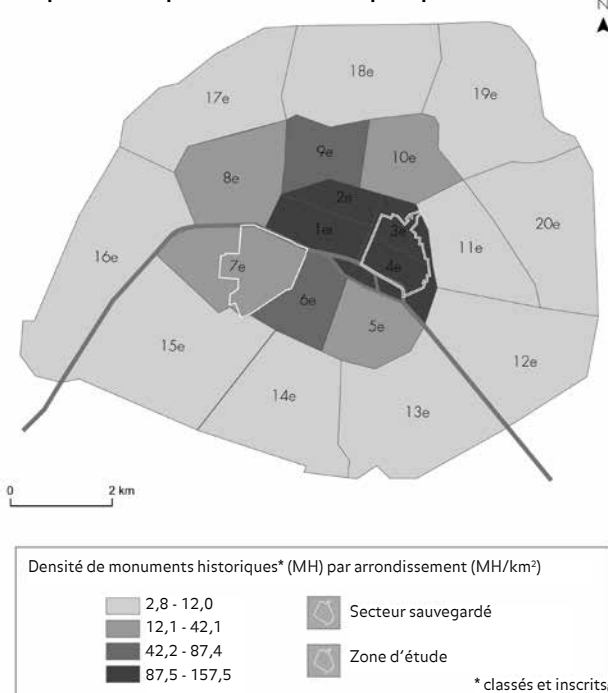 N
18e
17e
19e
9e
10e
8e
2e
1er
3e
20e
11e
16e
4e
7e
6e
5e
15e
12e
14e
13e
0 2 km
Densité de monuments historiques* (MH) par arrondissement (MH/km²)
2,8 - 12,0
12,1 - 42,1
42,2 - 87,4
87,5 - 157,5
Secteur sauvegardé
Zone d'étude
* classés et inscrits